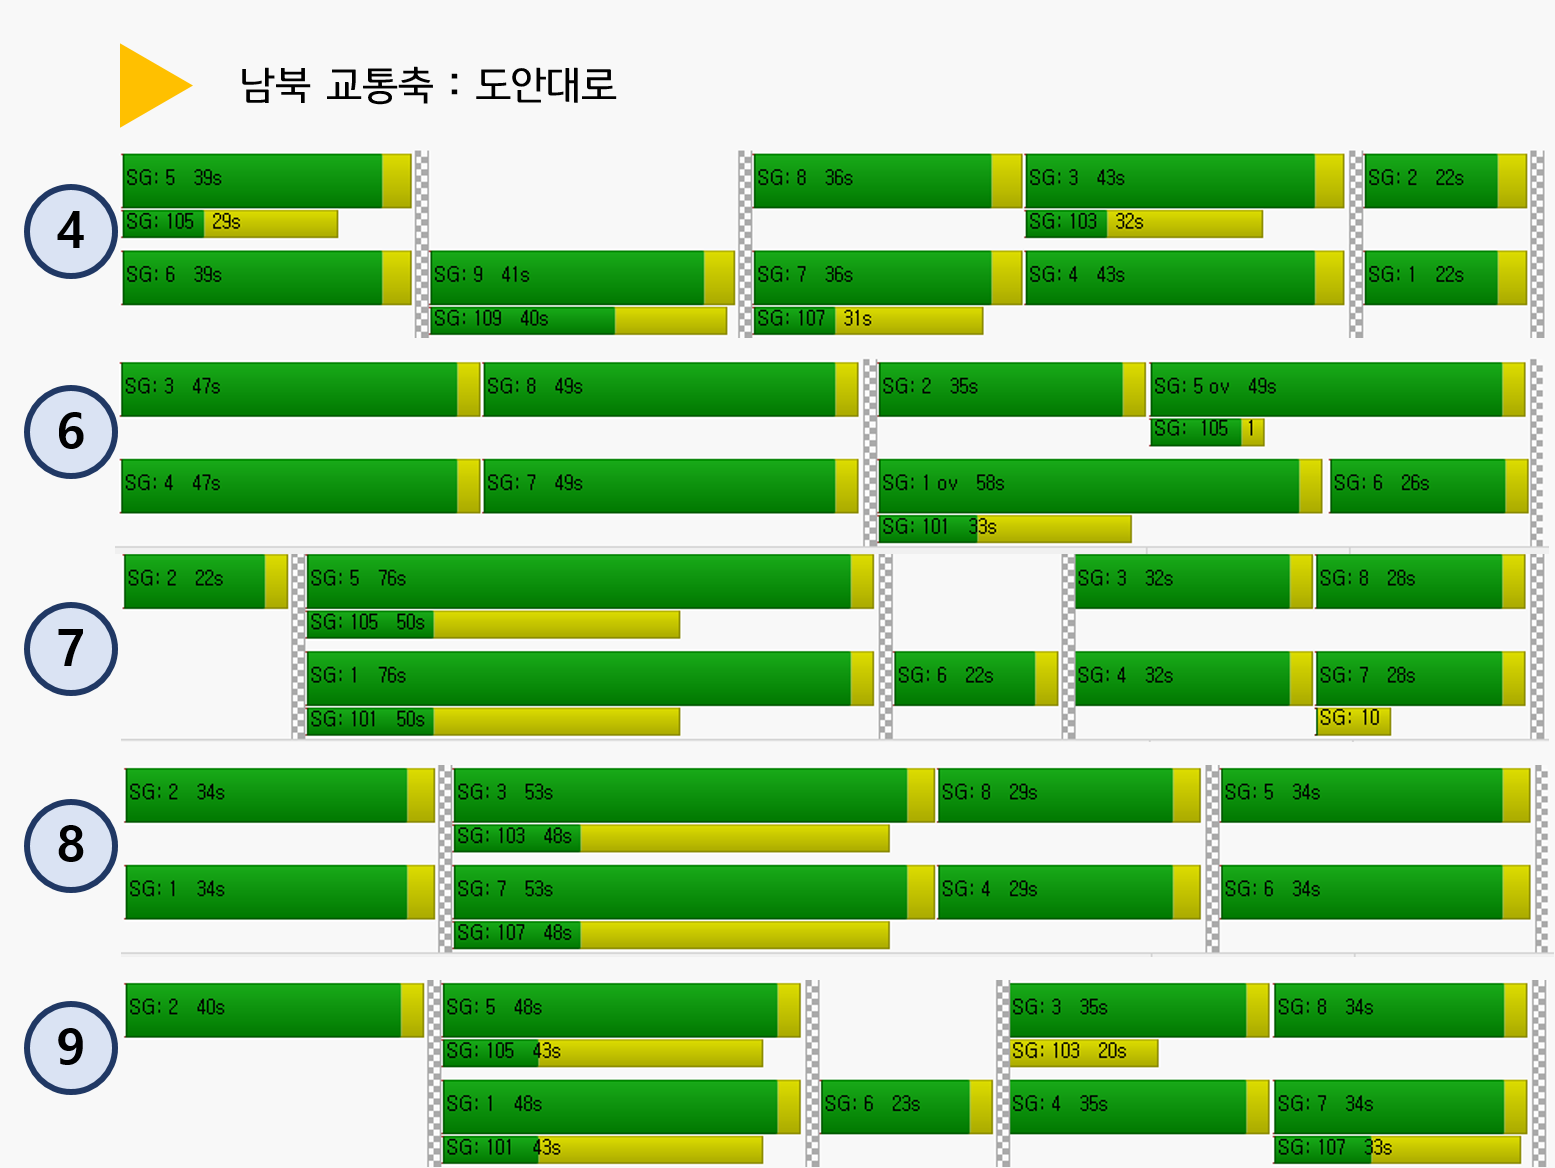 남북 교통축 : 도안대로
4
SG: 5 39s
SG: 8 36s
SG: 3 43s
SG: 2 22s
SG: 105 29s
SG: 103 32s
SG: 6 39s
SG: 9 41s
SG: 7 36s
SG: 4 43s
SG: 1 22s
SG: 109 40s
SG: 107 31s
6
SG: 3 47s
SG: 8 49s
SG: 2 35s
SG: 5 ov 49s
SG: 105 1
SG: 4 47s
SG: 7 49s
SG: 1 ov 58s
SG: 6 26s
SG: 101 33s
7
SG: 2 22s
SG: 5 76s
SG: 3 32s
SG: 8 28s
SG: 105 50s
SG: 1 76s
SG: 6 22s
SG: 4 32s
SG: 7 28s
SG: 101 50s
SG: 10
8
SG: 2 34s
SG: 3 53s
SG: 8 29s
SG: 5 34s
SG: 103 48s
SG: 1 34s
SG: 7 53s
SG: 4 29s
SG: 6 34s
SG: 107 48s
9
SG: 2 40s
SG: 5 48s
SG: 3 35s
SG: 8 34s
SG: 105 43s
SG: 103 20s
SG: 1 48s
SG: 6 23s
SG: 4 35s
SG: 7 34s
SG: 101 43s
SG: 107 33s